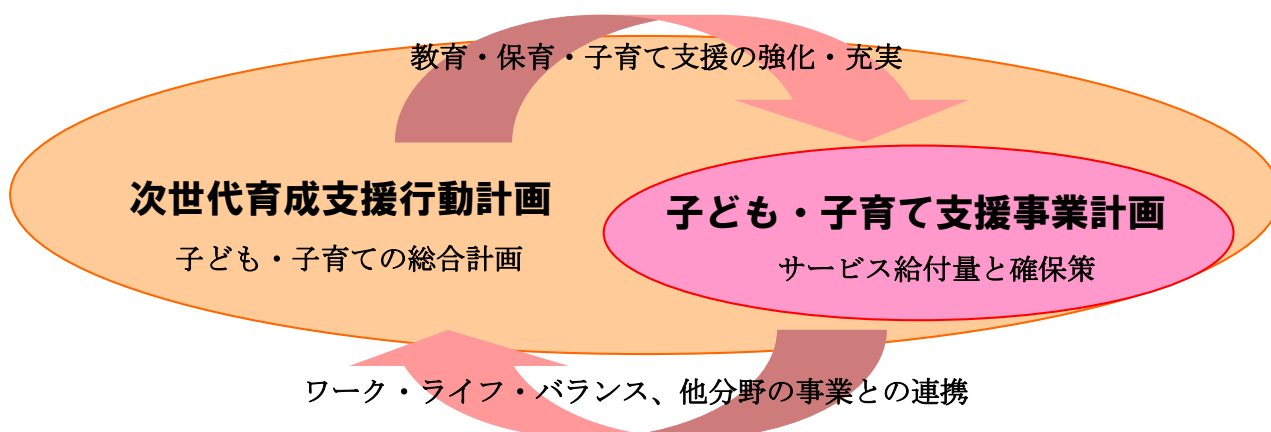 教育・保育・子育て支援の強化・充実
次世代育成支援行動計画
子ども・子育ての総合計画
子ども・子育て支援事業計画
サービス給付量と確保策
ワーク・ライフ・バランス、他分野の事業との連携